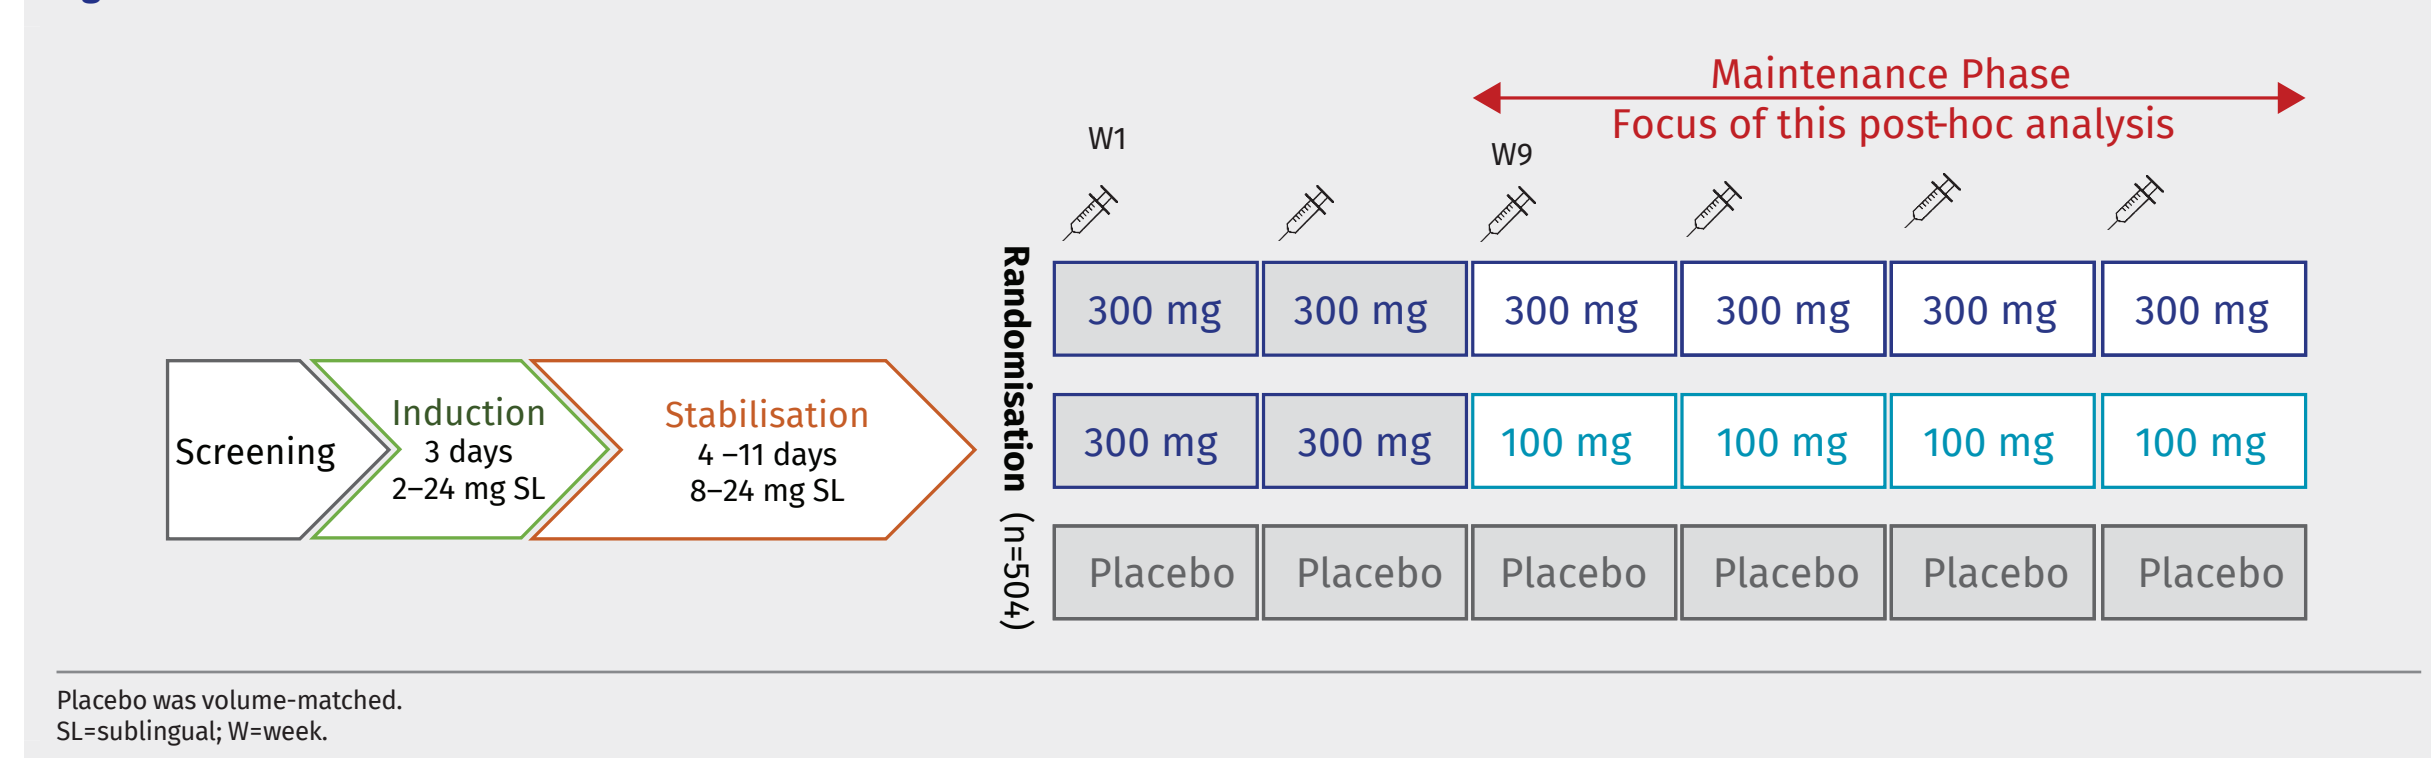 Maintenance Phase
Focus of this post-hoc analysis
W1
W9
Screening
Induction
3 days
2–24 mg SL
Stabilisation
4 –11 days
8–24 mg SL
Randomisation (n=504)
300 mg 300 mg 300 mg 300 mg 300 mg 300 mg
300 mg 300 mg 100 mg 100 mg 100 mg 100 mg
Placebo Placebo Placebo Placebo Placebo Placebo
Placebo was volume-matched.
SL=sublingual; W=week.